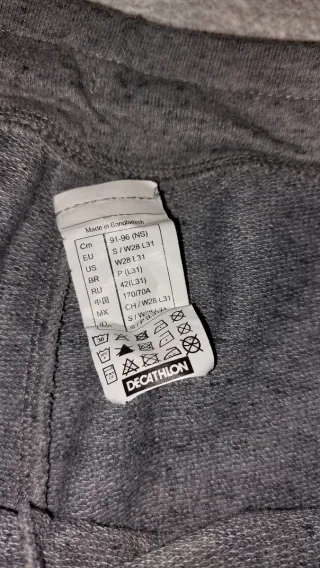 Made in Bangladesh
Cm 91-96 (NS)
EU S / W28 L31
US W28 L31
BR P (L31)
RU 42(L31)
中国 170/70A
MX CH / W28 L31
30
DECATHLON